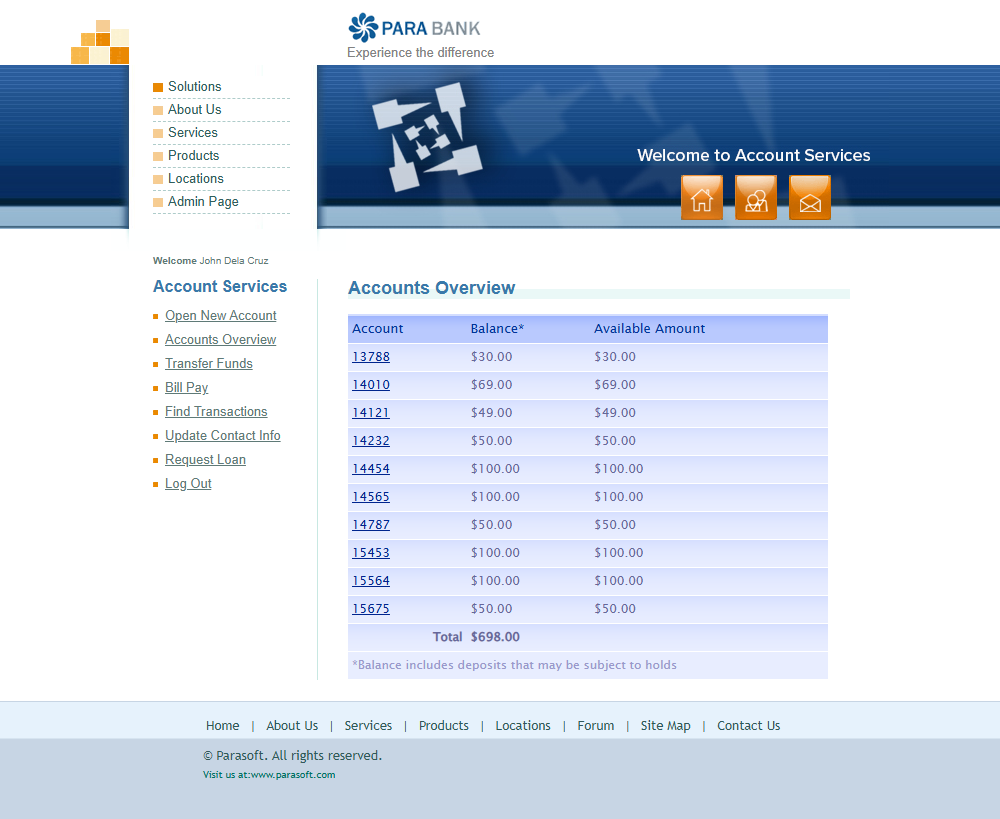 PARA BANK
Experience the difference
Solutions
About Us
Services
Products
Locations
Admin Page
Welcome to Account Services
Welcome John Dela Cruz
Account Services
Open New Account
Accounts Overview
Transfer Funds
Bill Pay
Find Transactions
Update Contact Info
Request Loan
Log Out
Accounts Overview
Account Balance* Available Amount
13788 $30.00 $30.00
14010 $69.00 $69.00
14121 $49.00 $49.00
14232 $50.00 $50.00
14454 $100.00 $100.00
14565 $100.00 $100.00
14787 $50.00 $50.00
15453 $100.00 $100.00
15564 $100.00 $100.00
15675 $50.00 $50.00
Total $698.00
*Balance includes deposits that may be subject to holds
Home | About Us | Services | Products | Locations | Forum | Site Map | Contact Us
© Parasoft. All rights reserved.
Visit us at:www.parasoft.com